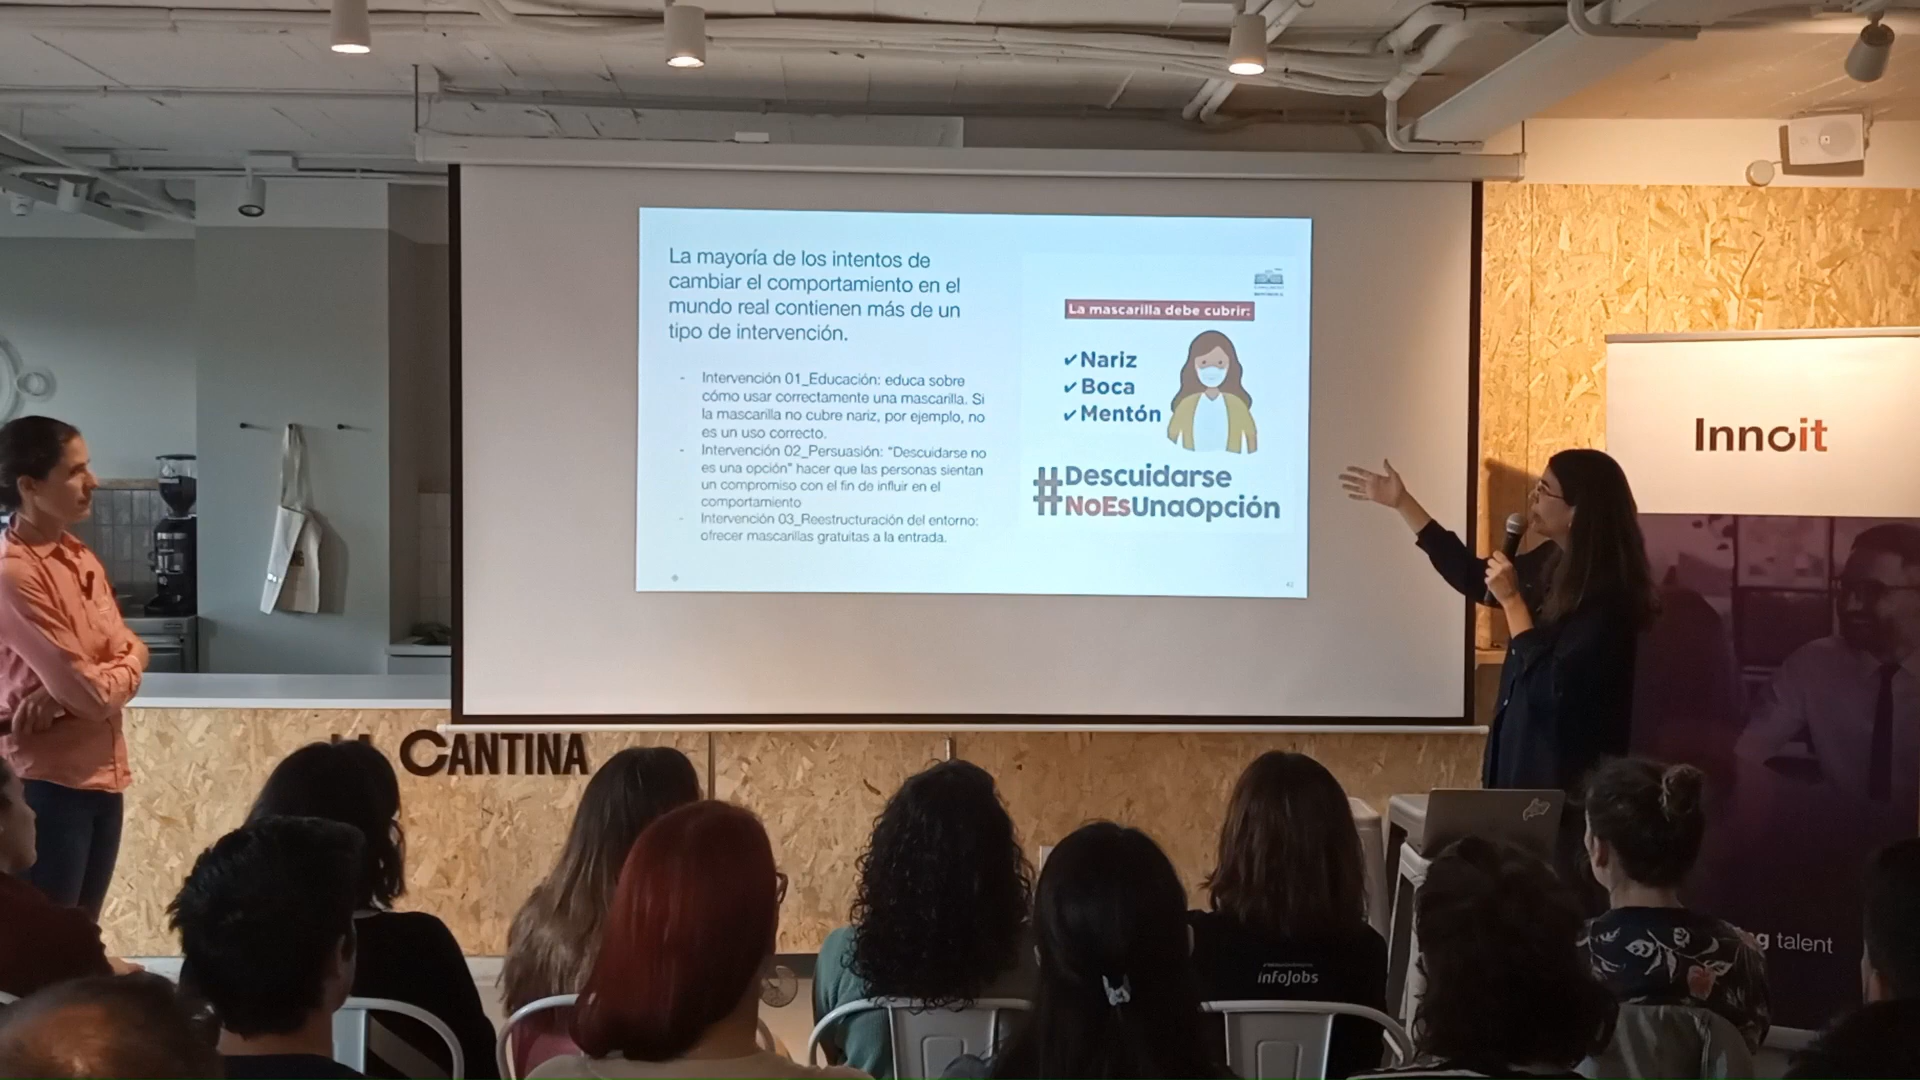 La mayoría de los intentos de
cambiar el comportamiento en el
mundo real contienen más de un
tipo de intervención.
- Intervención 01_Educación: educa sobre
cómo usar correctamente una mascarilla. Si
la mascarilla no cubre nariz, por ejemplo, no
es un uso correcto.
- Intervención 02_Persuasión: "Descuidarse no
es una opción" hacer que las personas sientan
un compromiso con el fin de influir en el
comportamiento
- Intervención 03_Reestructuración del entorno:
ofrecer mascarillas gratuitas a la entrada.
La mascarilla debe cubrir:
✓Nariz
✓Boca
✓Mentón
#Descuidarse
NoEsUnaOpción
Innoit
CANTINA
talent
infoJobs